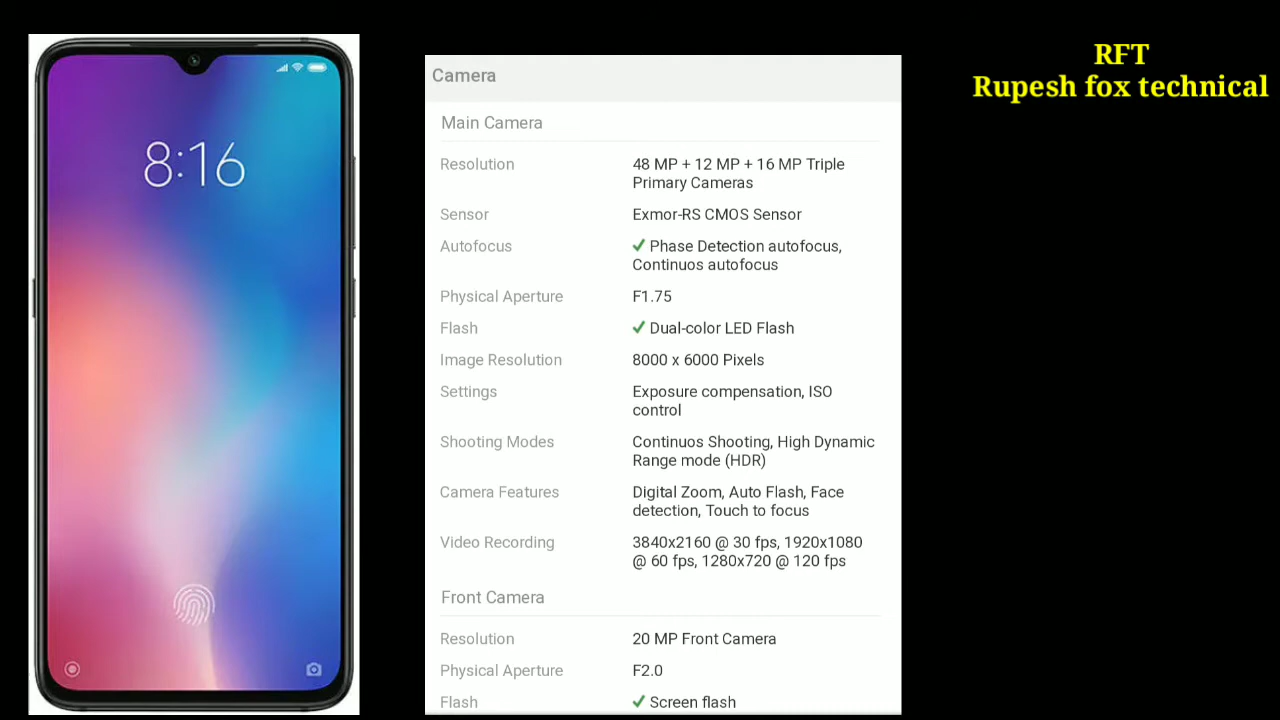 8:16
Camera
Main Camera
Resolution 48 MP + 12 MP + 16 MP Triple
Primary Cameras
Sensor Exmor-RS CMOS Sensor
Autofocus Phase Detection autofocus,
Continuos autofocus
Physical Aperture F1.75
Flash Dual-color LED Flash
Image Resolution 8000 x 6000 Pixels
Settings Exposure compensation, ISO
control
Shooting Modes Continuos Shooting, High Dynamic
Range mode (HDR)
Camera Features Digital Zoom, Auto Flash, Face
detection, Touch to focus
Video Recording 3840x2160 @ 30 fps, 1920x1080
@ 60 fps, 1280x720 @ 120 fps
Front Camera
Resolution 20 MP Front Camera
Physical Aperture F2.0
Flash Screen flash
RFT
Rupesh fox technical